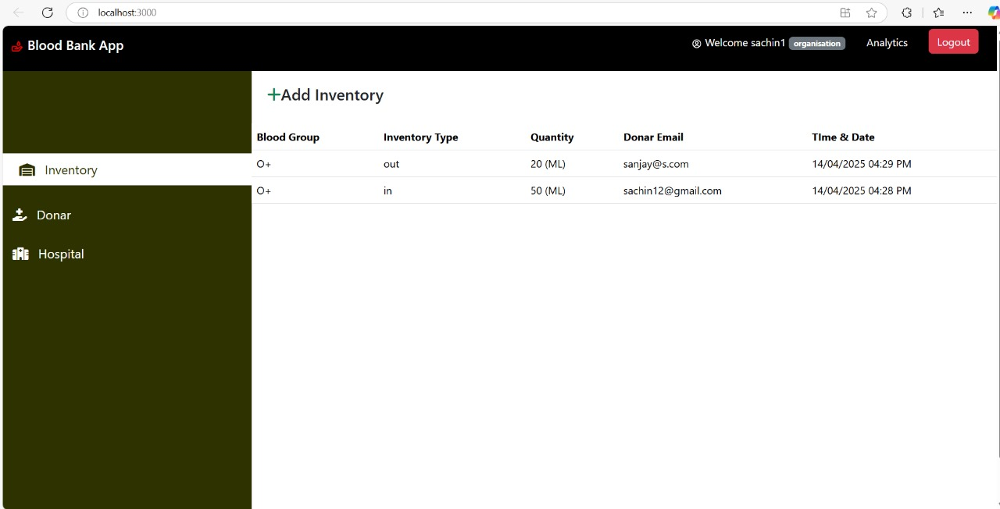 localhost:3000
Blood Bank App
Welcome sachin1 organisation Analytics Logout
+Add Inventory
Blood Group Inventory Type Quantity Donar Email TIme & Date
Inventory
O+ out 20 (ML) sanjay@s.com 14/04/2025 04:29 PM
O+ in 50 (ML) sachin12@gmail.com 14/04/2025 04:28 PM
Donar
Hospital